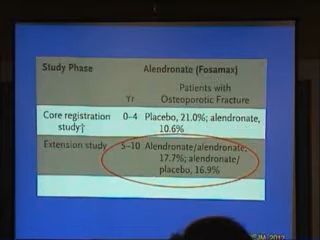 Study Phase Alendronate (Fosamax)
Yr Patients with
Osteoporotic Fracture
Core registration 0–4 Placebo, 21.0%; alendronate,
study† 10.6%
Extension study 5–10 Alendronate/alendronate,
17.7%; alendronate/
placebo, 16.9%
2012